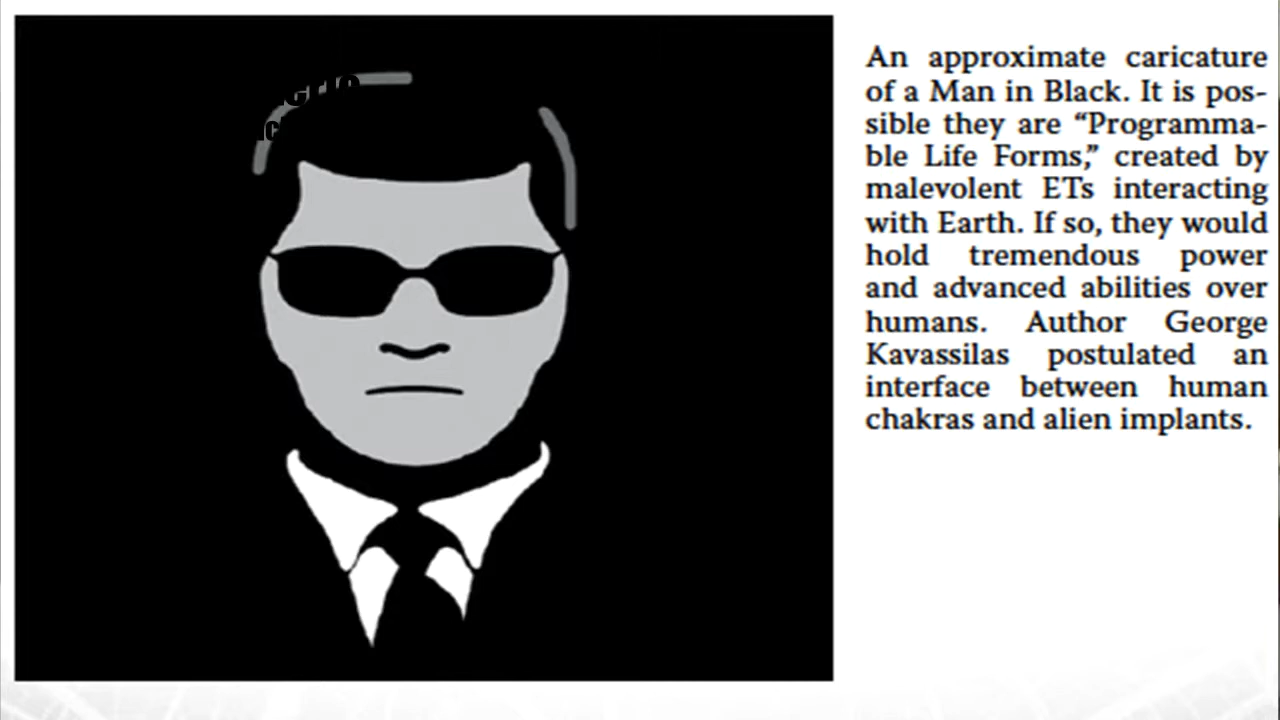 An approximate caricature
of a Man in Black. It is pos-
sible they are “Programma-
ble Life Forms,” created by
malevolent ETs interacting
with Earth. If so, they would
hold tremendous power
and advanced abilities over
humans. Author George
Kavassilas postulated an
interface between human
chakras and alien implants.